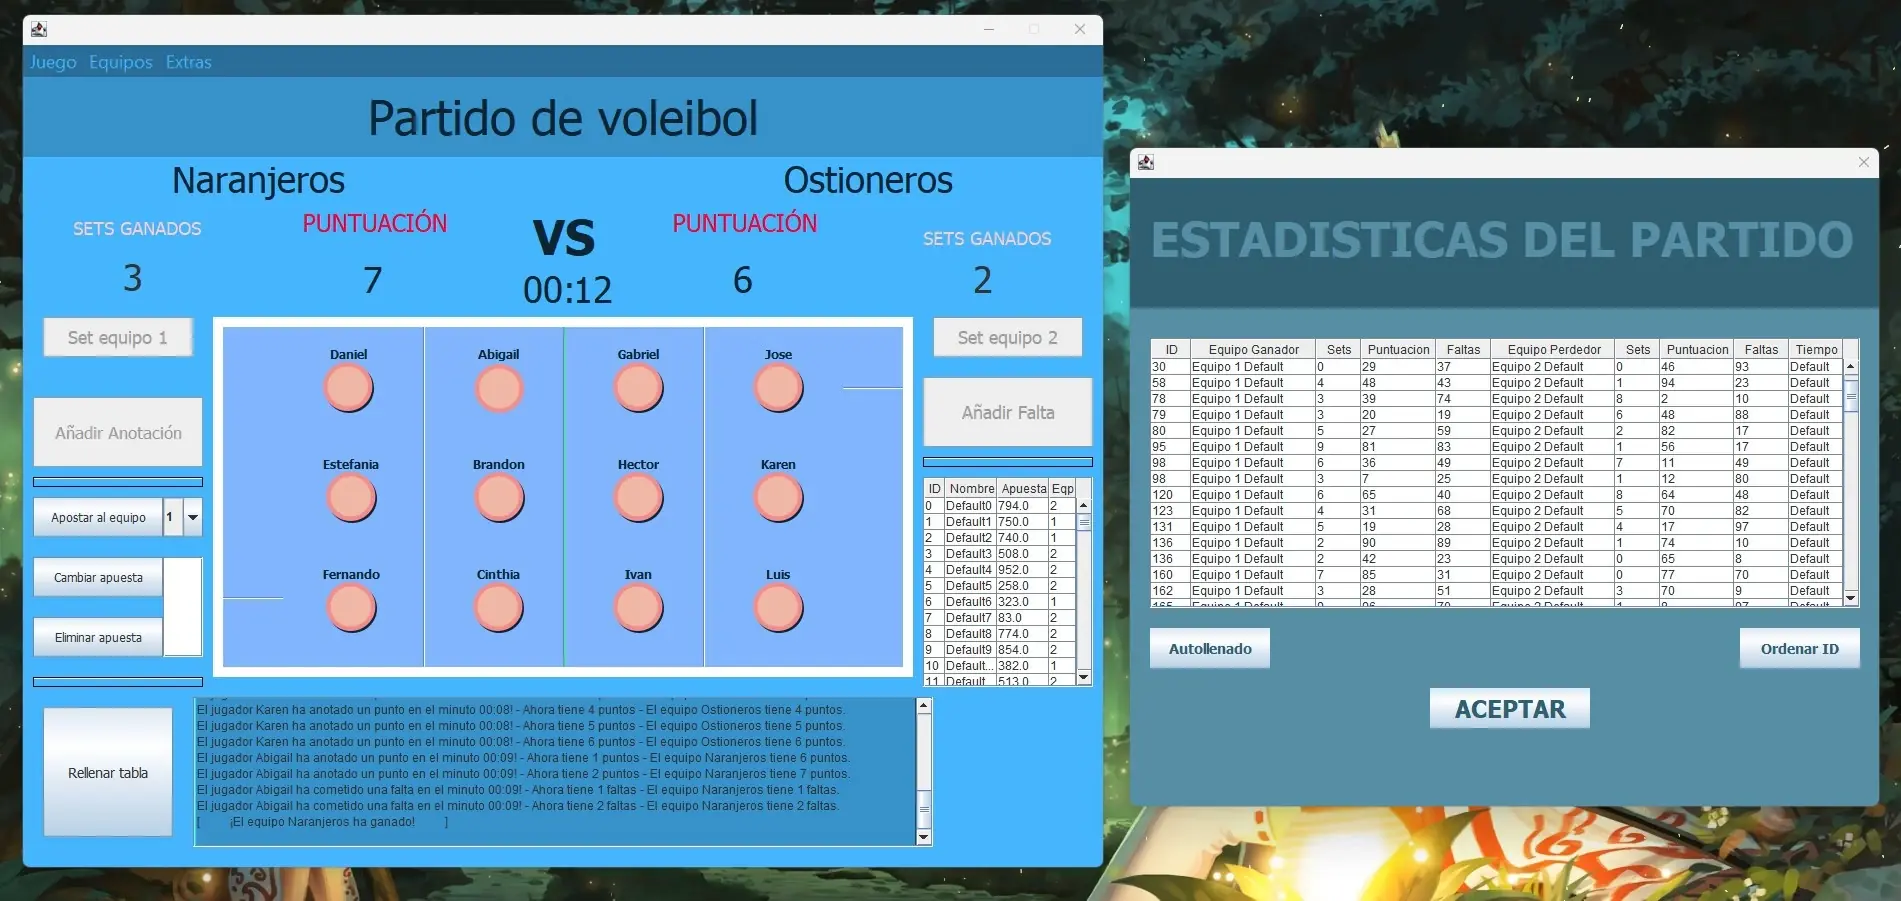 Juego Equipos Extras
Partido de voleibol
Naranjeros
Ostioneros
SETS GANADOS
PUNTUACIÓN
VS
PUNTUACIÓN
SETS GANADOS
3
7
00:12
6
2
Set equipo 1
Set equipo 2
Añadir Anotación
Añadir Falta
Apostar al equipo 1
Cambiar apuesta
Eliminar apuesta
Rellenar tabla
Daniel Abigail Gabriel Jose
Estefania Brandon Hector Karen
Fernando Cinthia Ivan Luis
ID Nombre Apuesta Eqp
0 Default0 794.0 2
1 Default1 750.0 1
2 Default2 740.0 1
3 Default3 508.0 2
4 Default4 952.0 2
5 Default5 258.0 2
6 Default6 323.0 1
7 Default7 83.0 2
8 Default8 774.0 2
9 Default9 854.0 2
10 Default... 382.0 1
11 Default 513.0 2
El jugador Karen ha anotado un punto en el minuto 00:08! - Ahora tiene 4 puntos - El equipo Ostioneros tiene 4 puntos.
El jugador Karen ha anotado un punto en el minuto 00:08! - Ahora tiene 5 puntos - El equipo Ostioneros tiene 5 puntos.
El jugador Karen ha anotado un punto en el minuto 00:08! - Ahora tiene 6 puntos - El equipo Ostioneros tiene 6 puntos.
El jugador Abigail ha anotado un punto en el minuto 00:09! - Ahora tiene 1 puntos - El equipo Naranjeros tiene 6 puntos.
El jugador Abigail ha anotado un punto en el minuto 00:09! - Ahora tiene 2 puntos - El equipo Naranjeros tiene 7 puntos.
El jugador Abigail ha cometido una falta en el minuto 00:09! - Ahora tiene 1 faltas - El equipo Naranjeros tiene 1 faltas.
El jugador Abigail ha cometido una falta en el minuto 00:09! - Ahora tiene 2 faltas - El equipo Naranjeros tiene 2 faltas.
[ ¡El equipo Naranjeros ha ganado! ]
ESTADISTICAS DEL PARTIDO
ID Equipo Ganador Sets Puntuacion Faltas Equipo Perdedor Sets Puntuacion Faltas Tiempo
30 Equipo 1 Default 0 29 37 Equipo 2 Default 0 46 93 Default
58 Equipo 1 Default 4 48 43 Equipo 2 Default 1 94 23 Default
78 Equipo 1 Default 3 39 74 Equipo 2 Default 8 2 10 Default
79 Equipo 1 Default 3 20 19 Equipo 2 Default 6 48 88 Default
80 Equipo 1 Default 5 27 59 Equipo 2 Default 2 82 17 Default
95 Equipo 1 Default 9 81 83 Equipo 2 Default 1 56 17 Default
98 Equipo 1 Default 6 36 49 Equipo 2 Default 7 11 49 Default
98 Equipo 1 Default 3 7 25 Equipo 2 Default 1 12 80 Default
120 Equipo 1 Default 6 65 40 Equipo 2 Default 8 64 48 Default
123 Equipo 1 Default 4 31 68 Equipo 2 Default 5 70 82 Default
131 Equipo 1 Default 5 19 28 Equipo 2 Default 4 17 97 Default
136 Equipo 1 Default 2 90 89 Equipo 2 Default 1 74 10 Default
136 Equipo 1 Default 2 42 23 Equipo 2 Default 0 65 8 Default
160 Equipo 1 Default 7 85 31 Equipo 2 Default 0 77 70 Default
162 Equipo 1 Default 3 28 51 Equipo 2 Default 3 70 9 Default
Autollenado
Ordenar ID
ACEPTAR